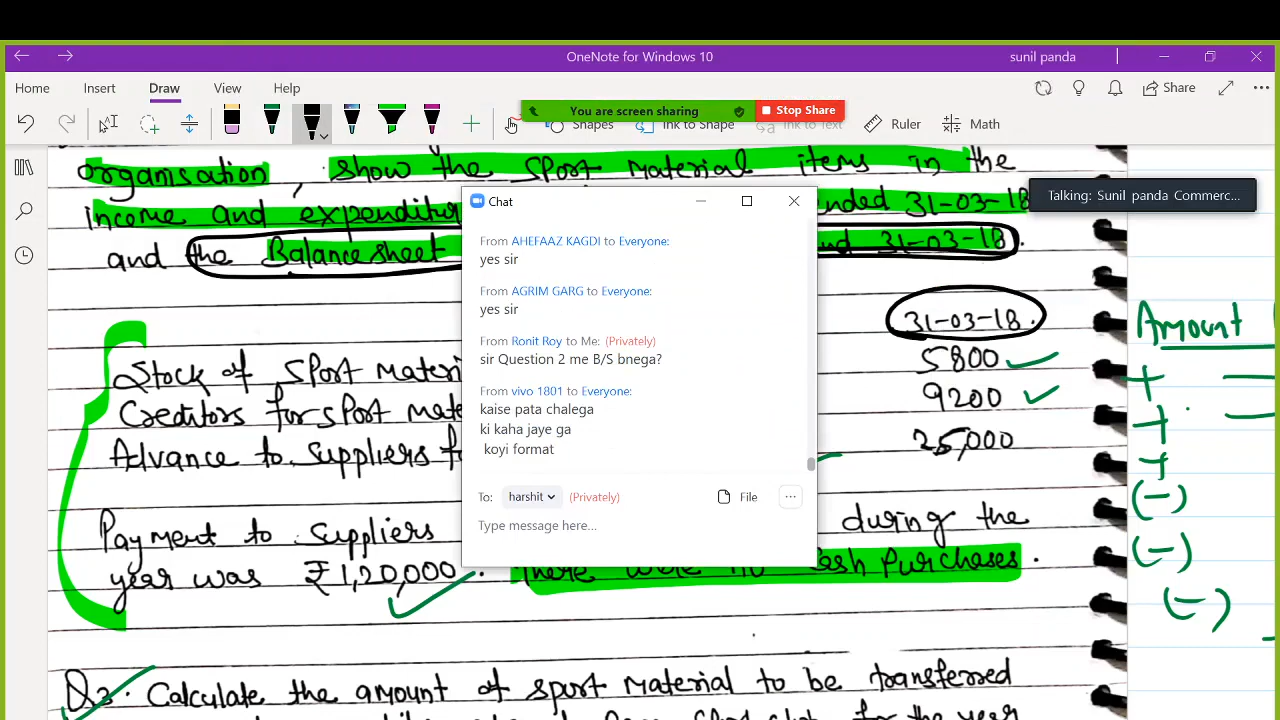 OneNote for Windows 10
sunil panda
Home Insert Draw View Help
Share
You are screen sharing
Stop Share
Shapes Ink to Shape Ink to Text Ruler Math
organisation, show the sport material items in the
Talking: Sunil panda Commerc...
income and expenditu ended 31-03-18
and the Balance sheet 31-03-18.
Chat
From AHEFAAZ KAGDI to Everyone:
yes sir
From AGRIM GARG to Everyone:
yes sir
From Ronit Roy to Me: (Privately)
sir Question 2 me B/S bnega?
From vivo 1801 to Everyone:
kaise pata chalega
ki kaha jaye ga
koyi format
To: harshit (Privately) File ...
Type message here...
31-03-18
Amount
Stock of Sport Materi 5800
Creditors for sport mate 9200
Advance to Suppliers f 25,000
+
+
+
(-)
(-)
(-)
Payment to suppliers during the
year was ₹ 1,20,000. There were no Cash Purchases.
Q3. Calculate the amount of sport material to be transferred